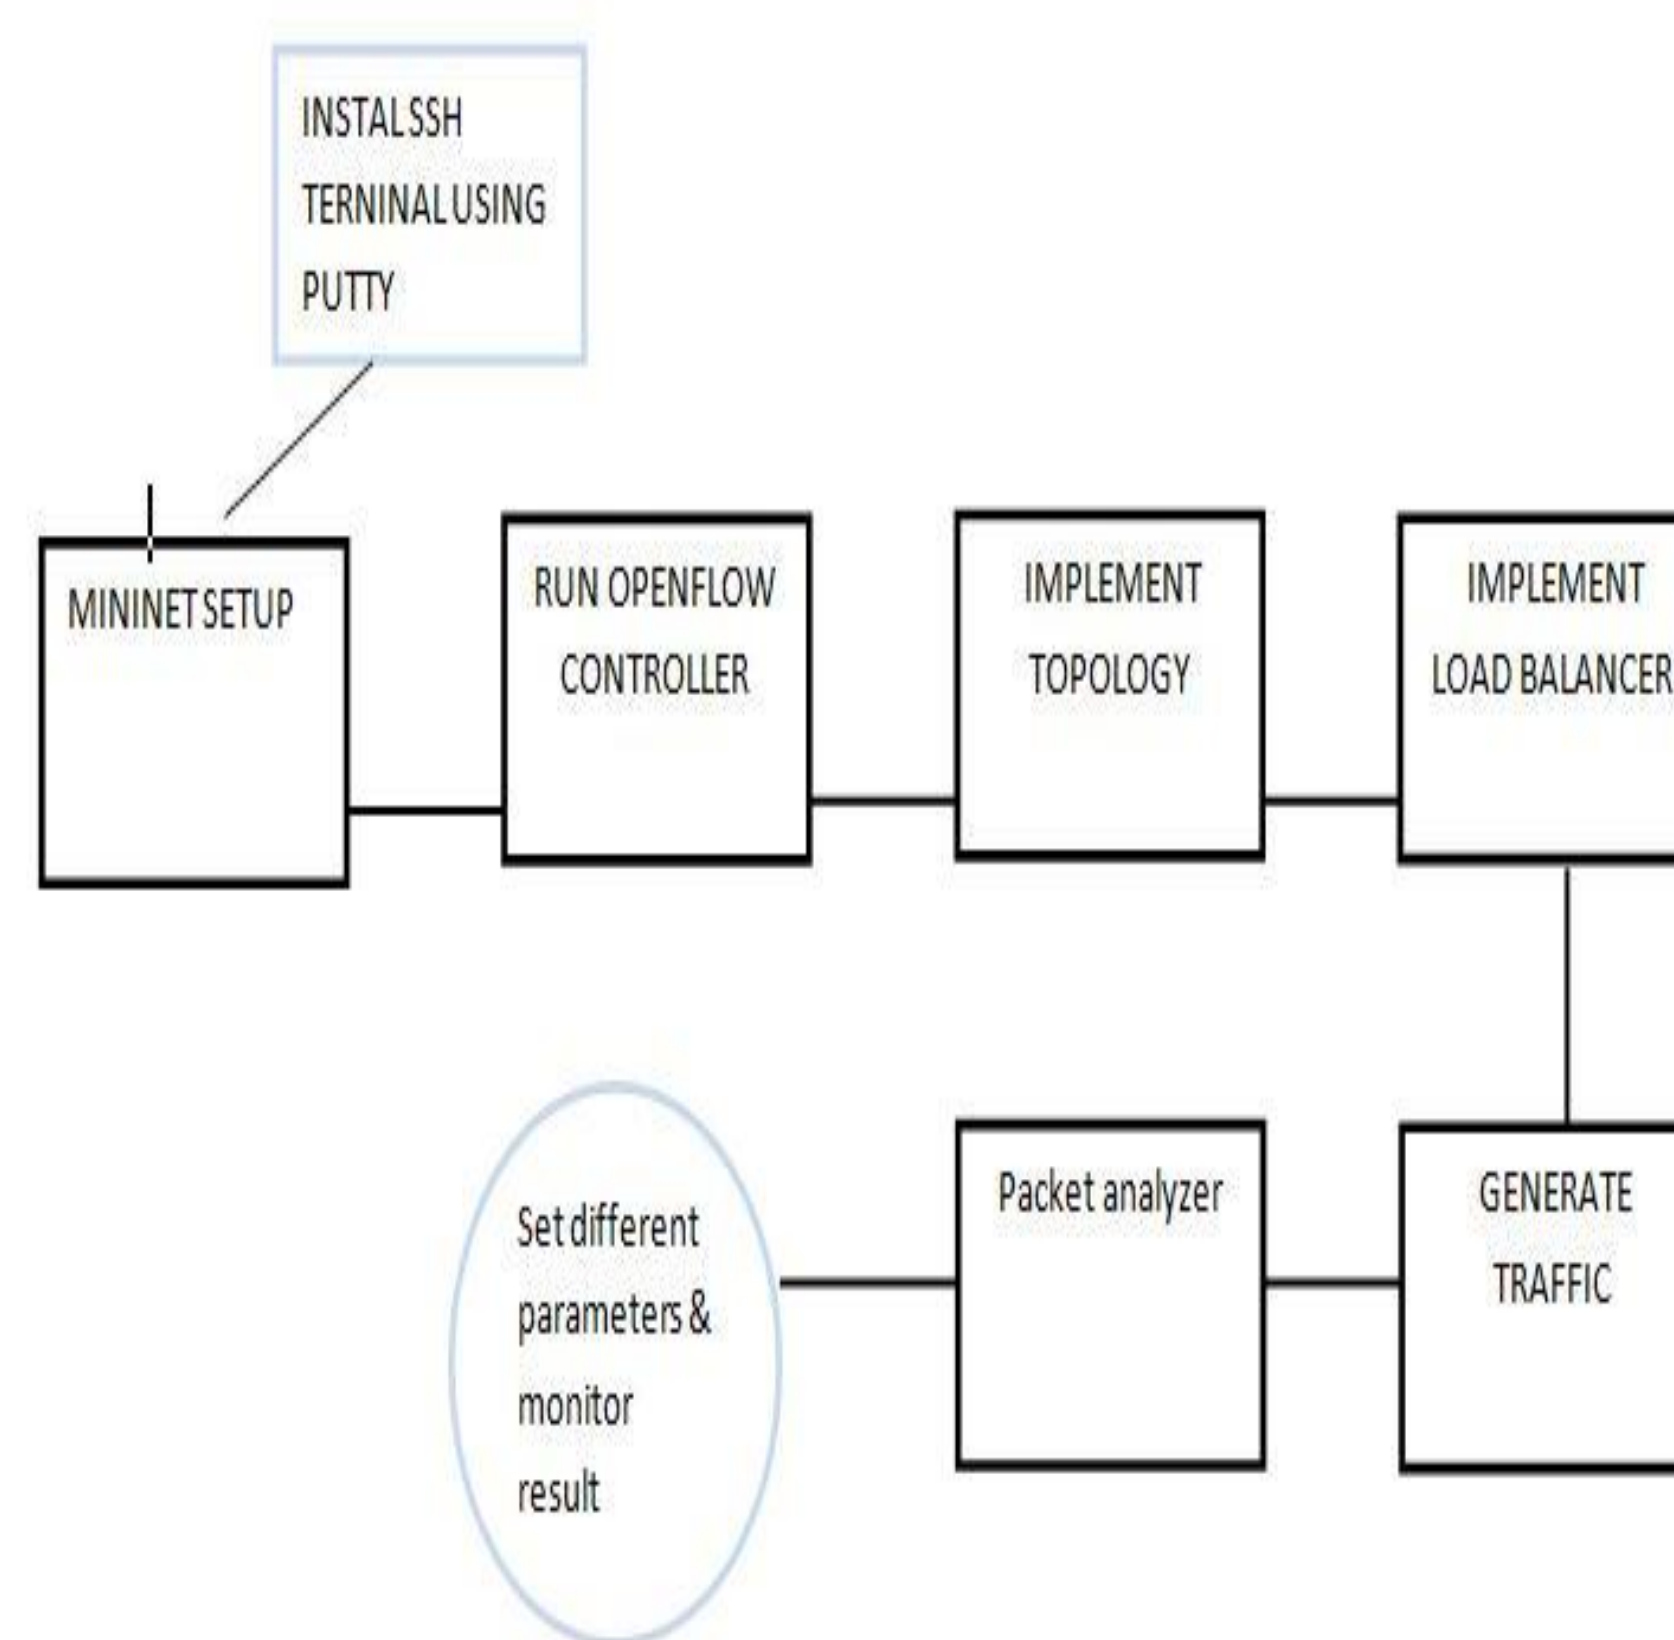 INSTAL SSH
TERNINAL USING
PUTTY
MININET SETUP
RUN OPENFLOW
CONTROLLER
IMPLEMENT
TOPOLOGY
IMPLEMENT
LOAD BALANCER
GENERATE
TRAFFIC
Packet analyzer
Set different
parameters &
monitor
result